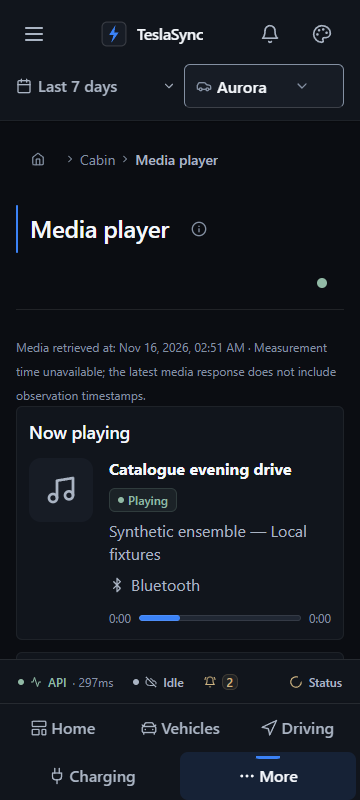 TeslaSync
Last 7 days
Aurora
Cabin
Media player
Media player
Media retrieved at: Nov 16, 2026, 02:51 AM · Measurement
time unavailable; the latest media response does not include
observation timestamps.
Now playing
Catalogue evening drive
Playing
Synthetic ensemble — Local
fixtures
Bluetooth
0:00
0:00
API · 297ms
Idle
2
Status
Home
Vehicles
Driving
Charging
More